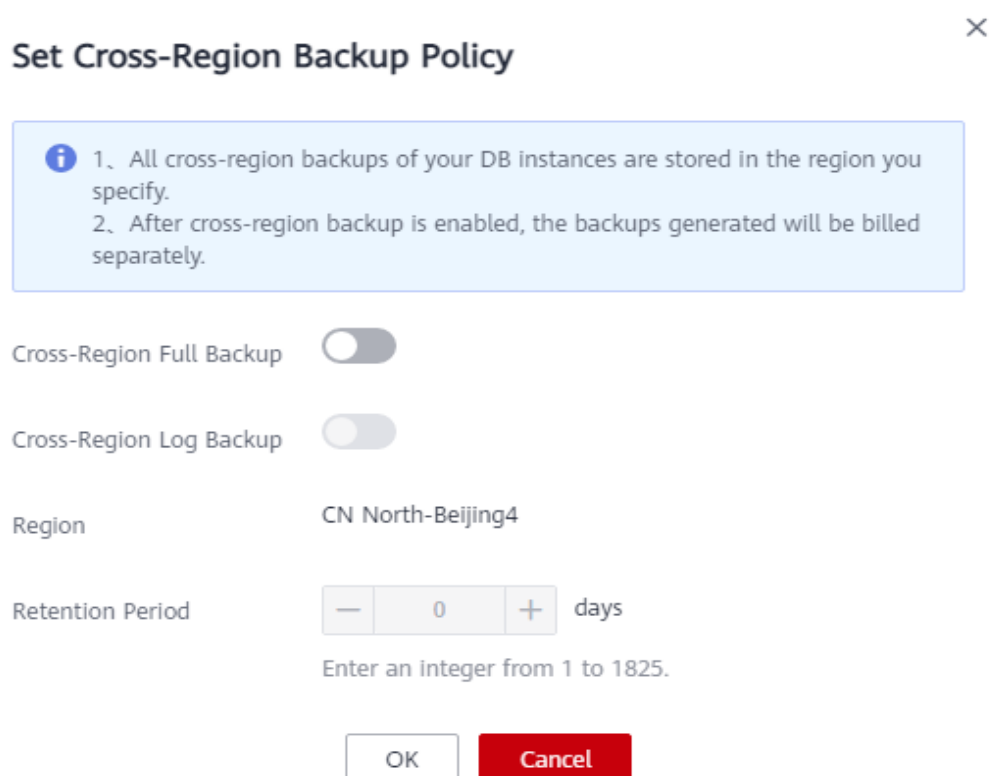 Set Cross-Region Backup Policy
1、All cross-region backups of your DB instances are stored in the region you
specify.
2、After cross-region backup is enabled, the backups generated will be billed
separately.
Cross-Region Full Backup
Cross-Region Log Backup
Region CN North-Beijing4
Retention Period 0 days
Enter an integer from 1 to 1825.
OK Cancel